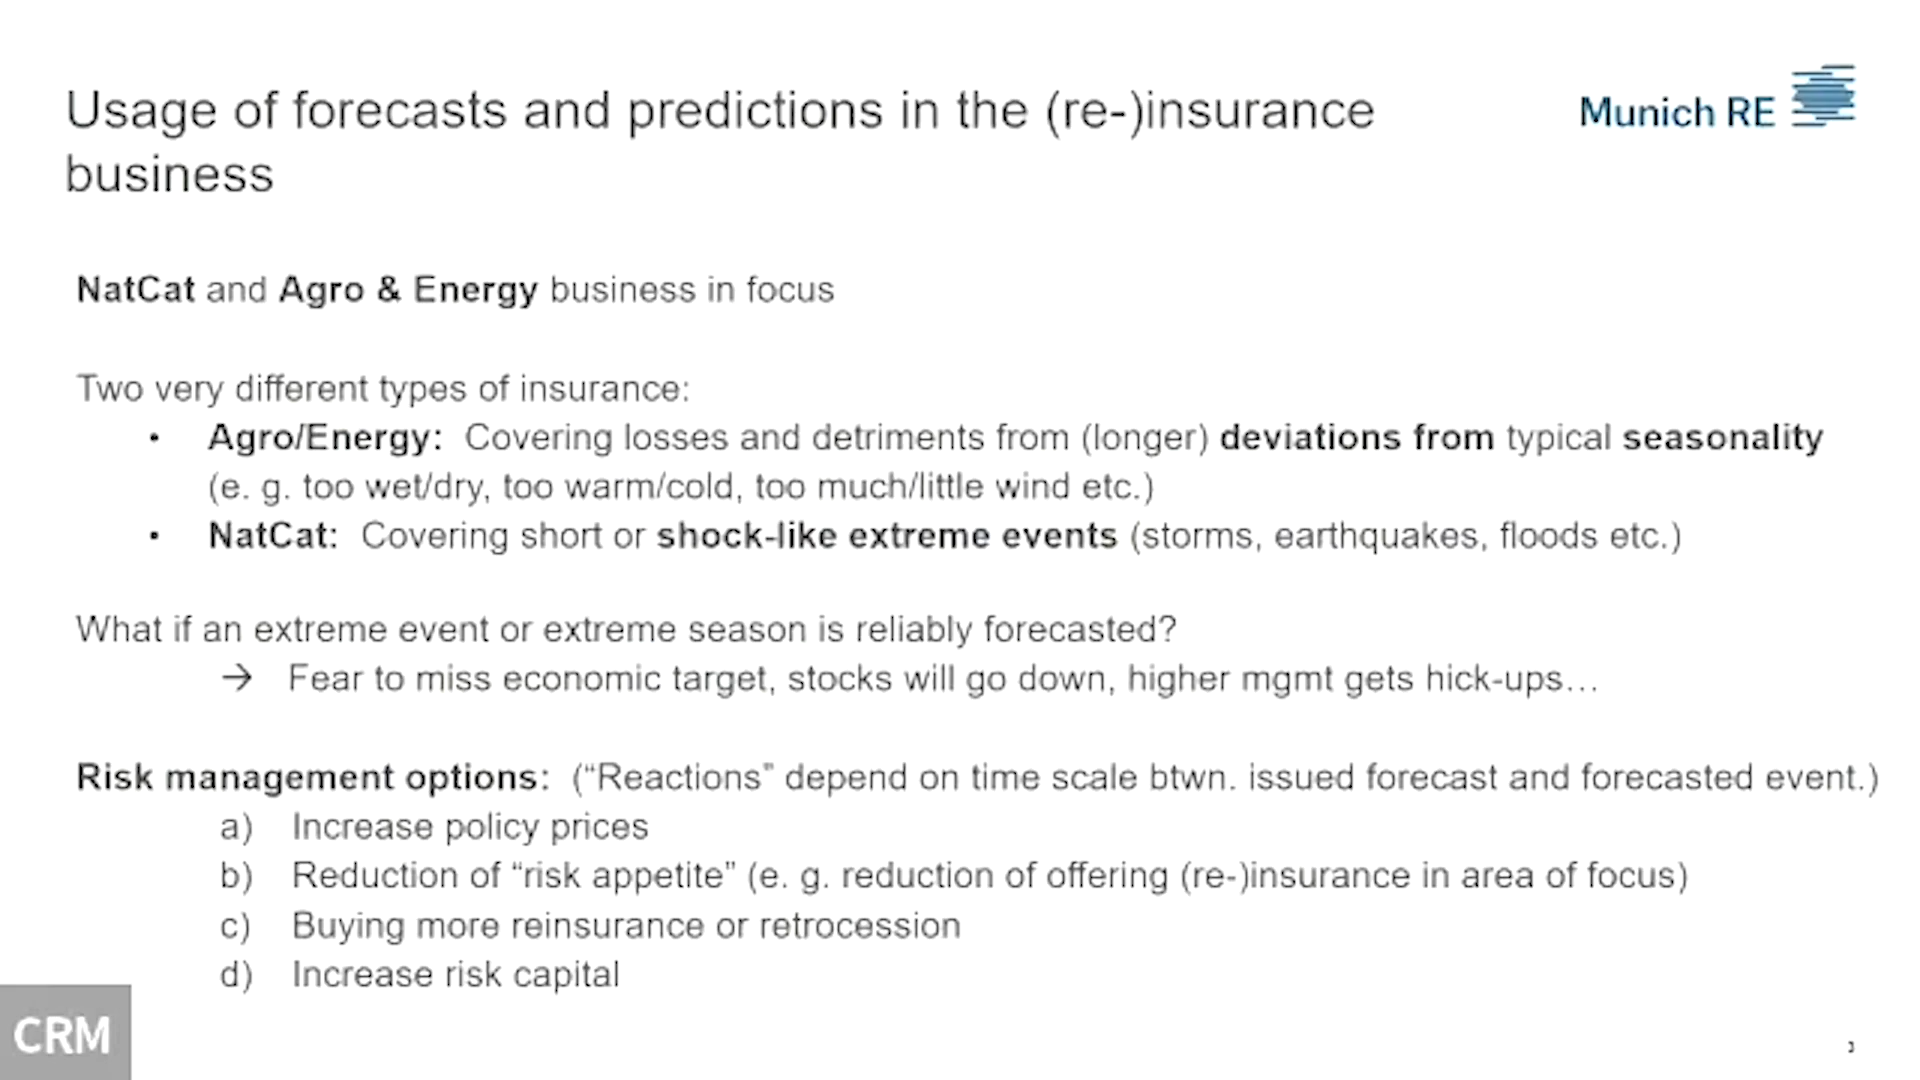 Usage of forecasts and predictions in the (re-)insurance
business
Munich RE
NatCat and Agro & Energy business in focus
Two very different types of insurance:
• Agro/Energy: Covering losses and detriments from (longer) deviations from typical seasonality
(e. g. too wet/dry, too warm/cold, too much/little wind etc.)
• NatCat: Covering short or shock-like extreme events (storms, earthquakes, floods etc.)
What if an extreme event or extreme season is reliably forecasted?
→ Fear to miss economic target, stocks will go down, higher mgmt gets hick-ups…
Risk management options: (“Reactions” depend on time scale btwn. issued forecast and forecasted event.)
a) Increase policy prices
b) Reduction of “risk appetite” (e. g. reduction of offering (re-)insurance in area of focus)
c) Buying more reinsurance or retrocession
d) Increase risk capital
CRM
3